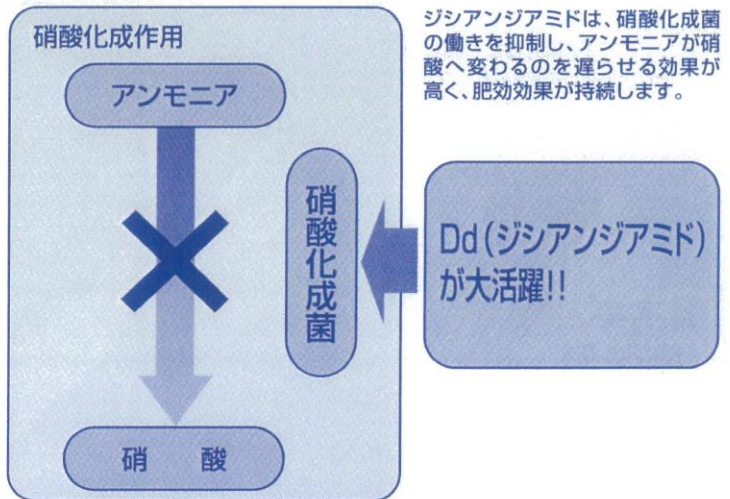 硝酸化成作用
アンモニア
硝酸化成菌
硝 酸
ジシアンジアミドは、硝酸化成菌
の働きを抑制し、アンモニアが硝
酸へ変わるのを遅らせる効果が
高く、肥効効果が持続します。
Dd(ジシアンジアミド)
が大活躍!!